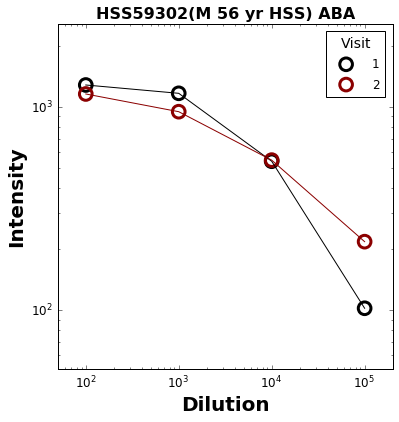 HSS59302(M 56 yr HSS) ABA
Visit
1
2
Intensity
10³
10²
10² 10³ 10⁴ 10⁵
Dilution